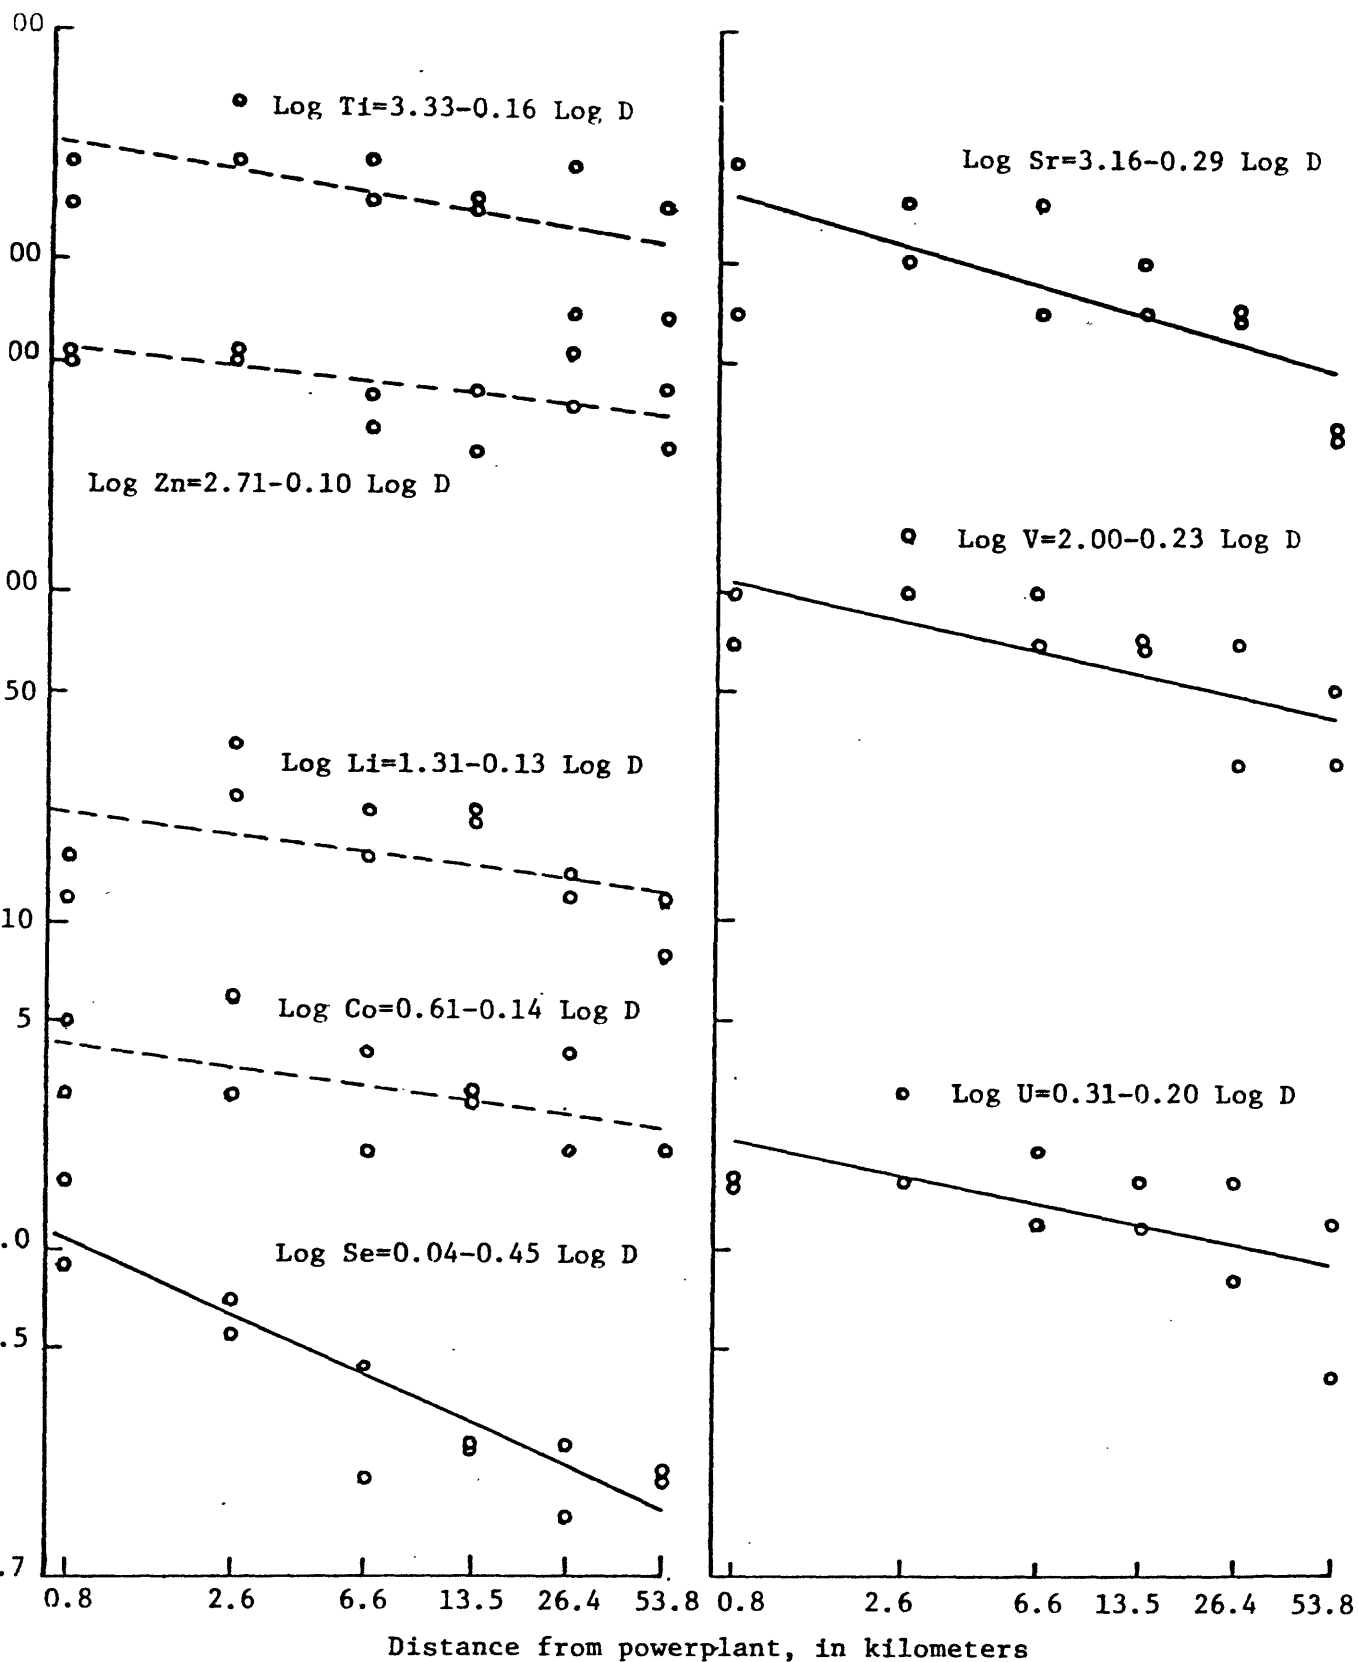 00
Log Ti=3.33-0.16 Log D
Log Sr=3.16-0.29 Log D
00
00
Log Zn=2.71-0.10 Log D
Log V=2.00-0.23 Log D
00
50
Log Li=1.31-0.13 Log D
10
Log Co=0.61-0.14 Log D
5
Log U=0.31-0.20 Log D
.0
Log Se=0.04-0.45 Log D
.5
.7
0.8 2.6 6.6 13.5 26.4 53.8 0.8 2.6 6.6 13.5 26.4 53.8
Distance from powerplant, in kilometers